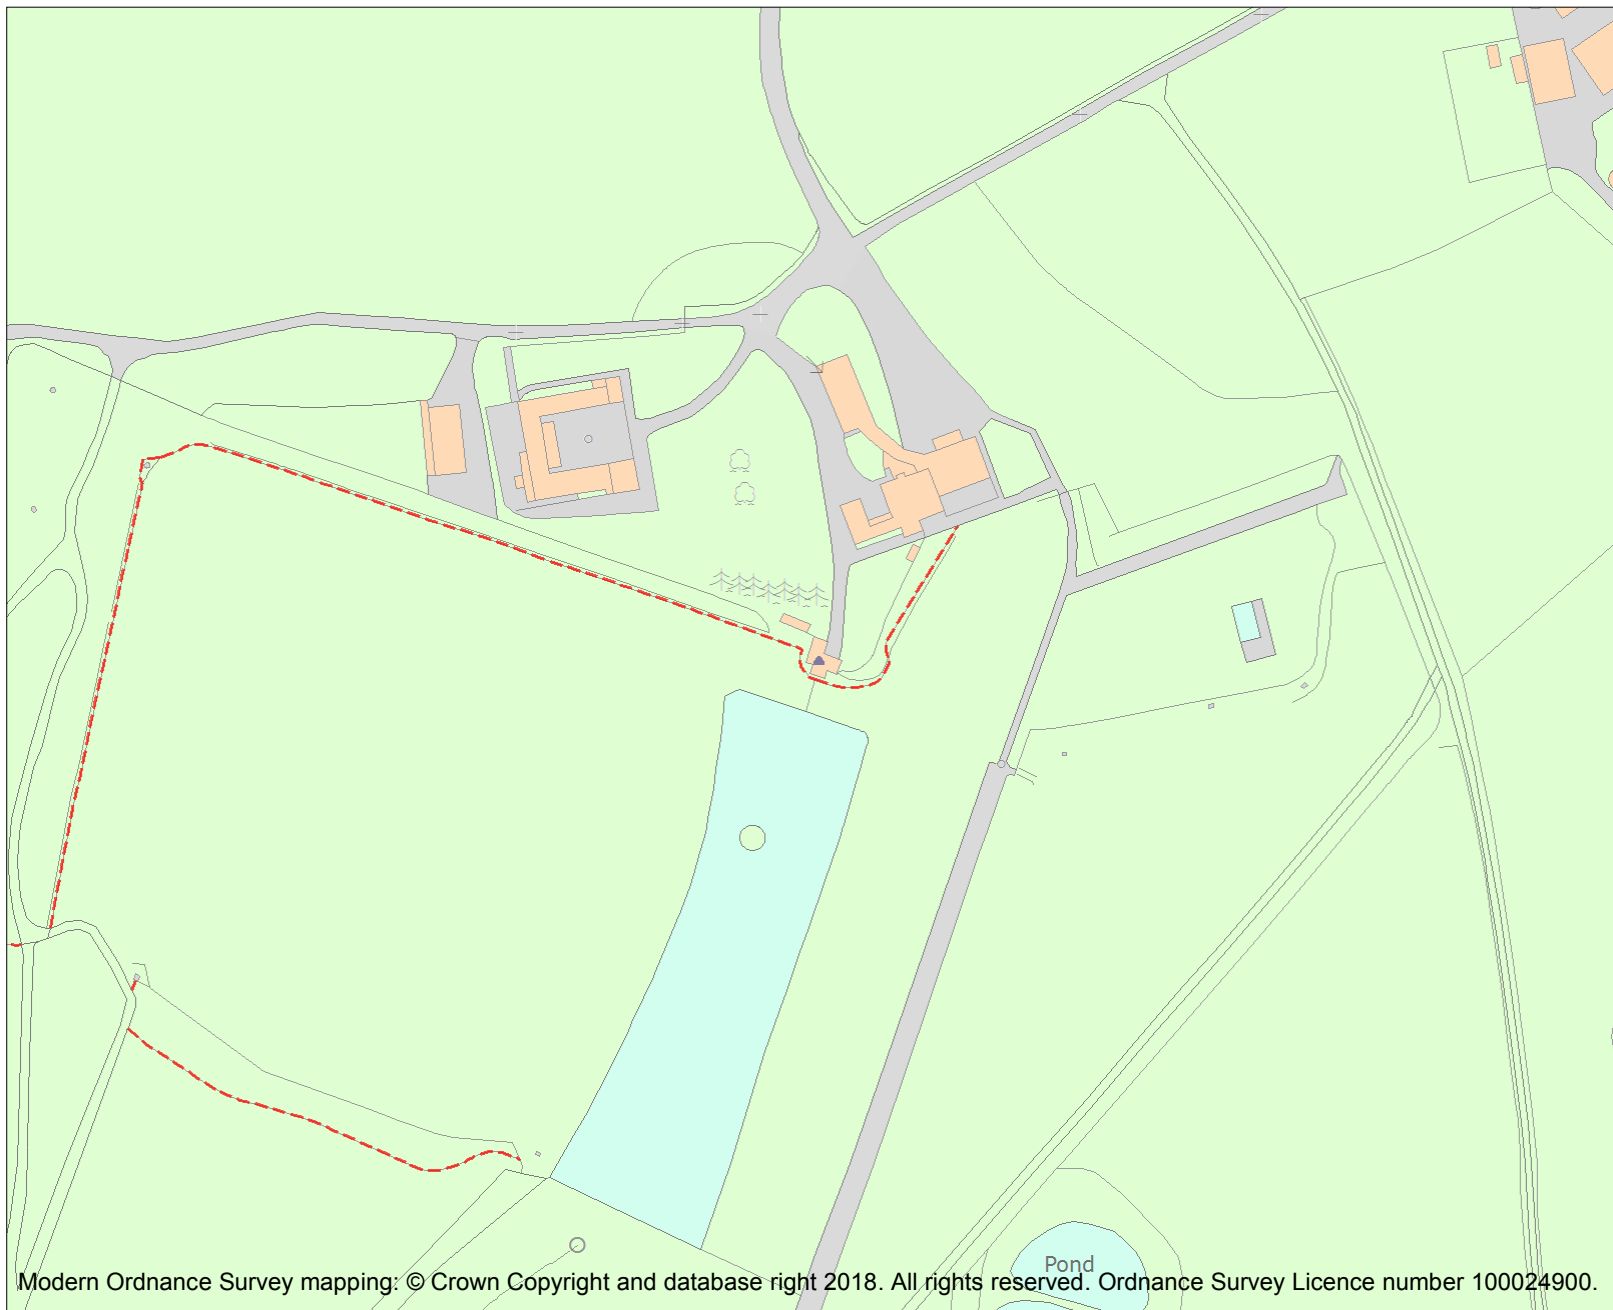 Pond
Modern Ordnance Survey mapping: © Crown Copyright and database right 2018. All rights reserved. Ordnance Survey Licence number 100024900.